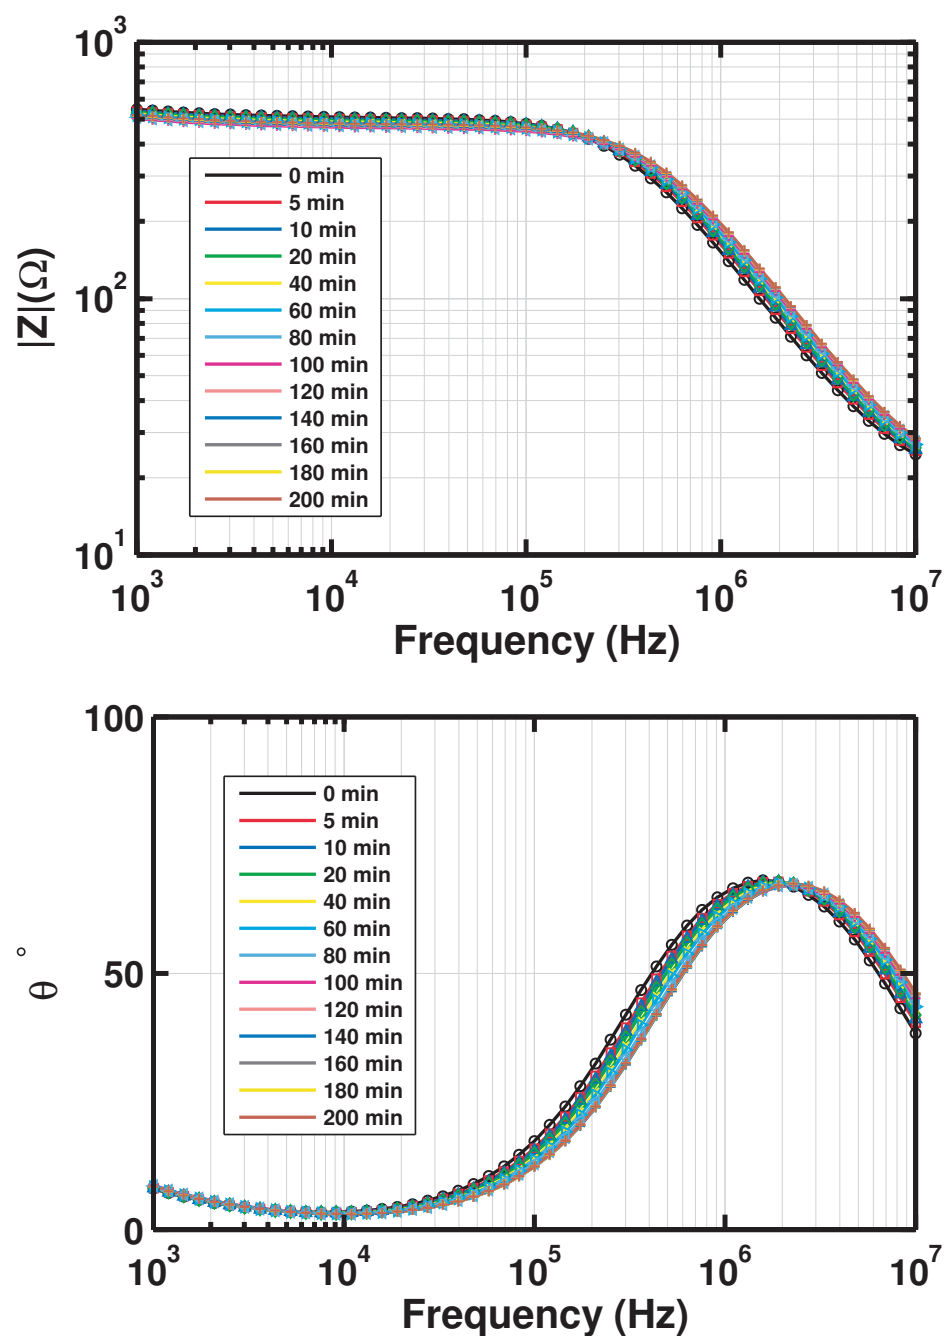 10³
10²
10¹
|Z|(Ω)
0 min
5 min
10 min
20 min
40 min
60 min
80 min
100 min
120 min
140 min
160 min
180 min
200 min
10³ 10⁴ 10⁵ 10⁶ 10⁷
Frequency (Hz)
100
50
0
θ °
0 min
5 min
10 min
20 min
40 min
60 min
80 min
100 min
120 min
140 min
160 min
180 min
200 min
10³ 10⁴ 10⁵ 10⁶ 10⁷
Frequency (Hz)